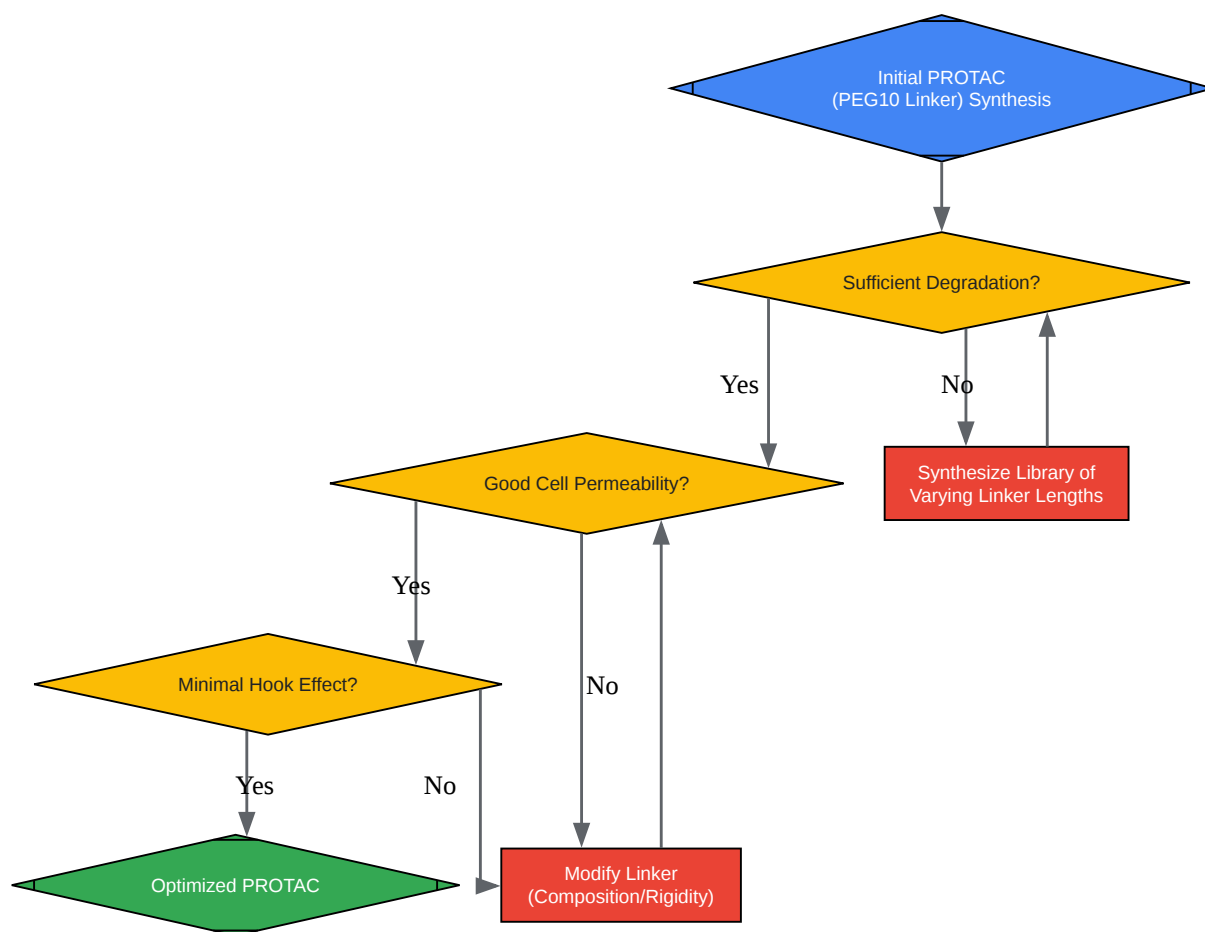 Initial PROTAC
(PEG10 Linker) Synthesis
Sufficient Degradation?
Yes
No
Good Cell Permeability?
Synthesize Library of
Varying Linker Lengths
Yes
No
Minimal Hook Effect?
Yes
No
Optimized PROTAC
Modify Linker
(Composition/Rigidity)